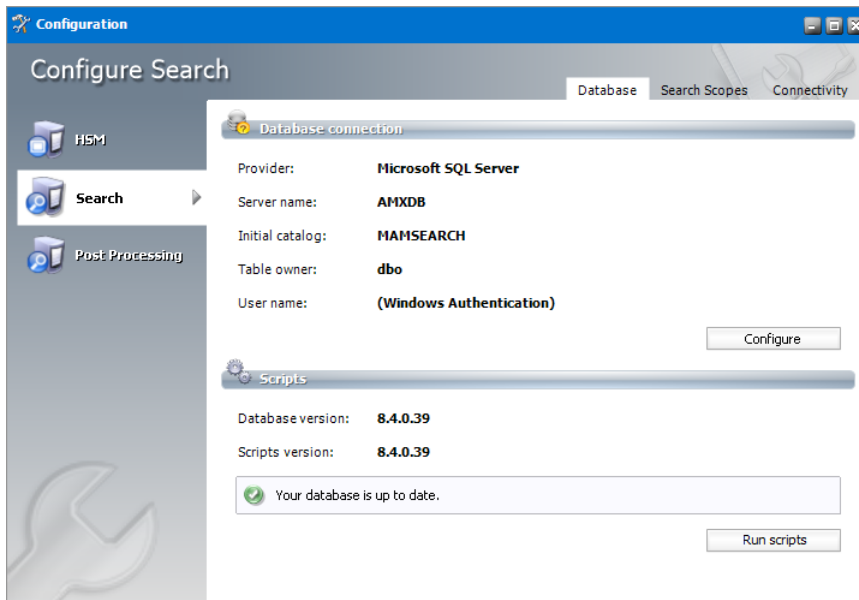 Configuration
Configure Search
Database Search Scopes Connectivity
HSM
Search
Post Processing
Database connection
Provider: Microsoft SQL Server
Server name: AMXDB
Initial catalog: MAMSEARCH
Table owner: dbo
User name: (Windows Authentication)
Configure
Scripts
Database version: 8.4.0.39
Scripts version: 8.4.0.39
Your database is up to date.
Run scripts